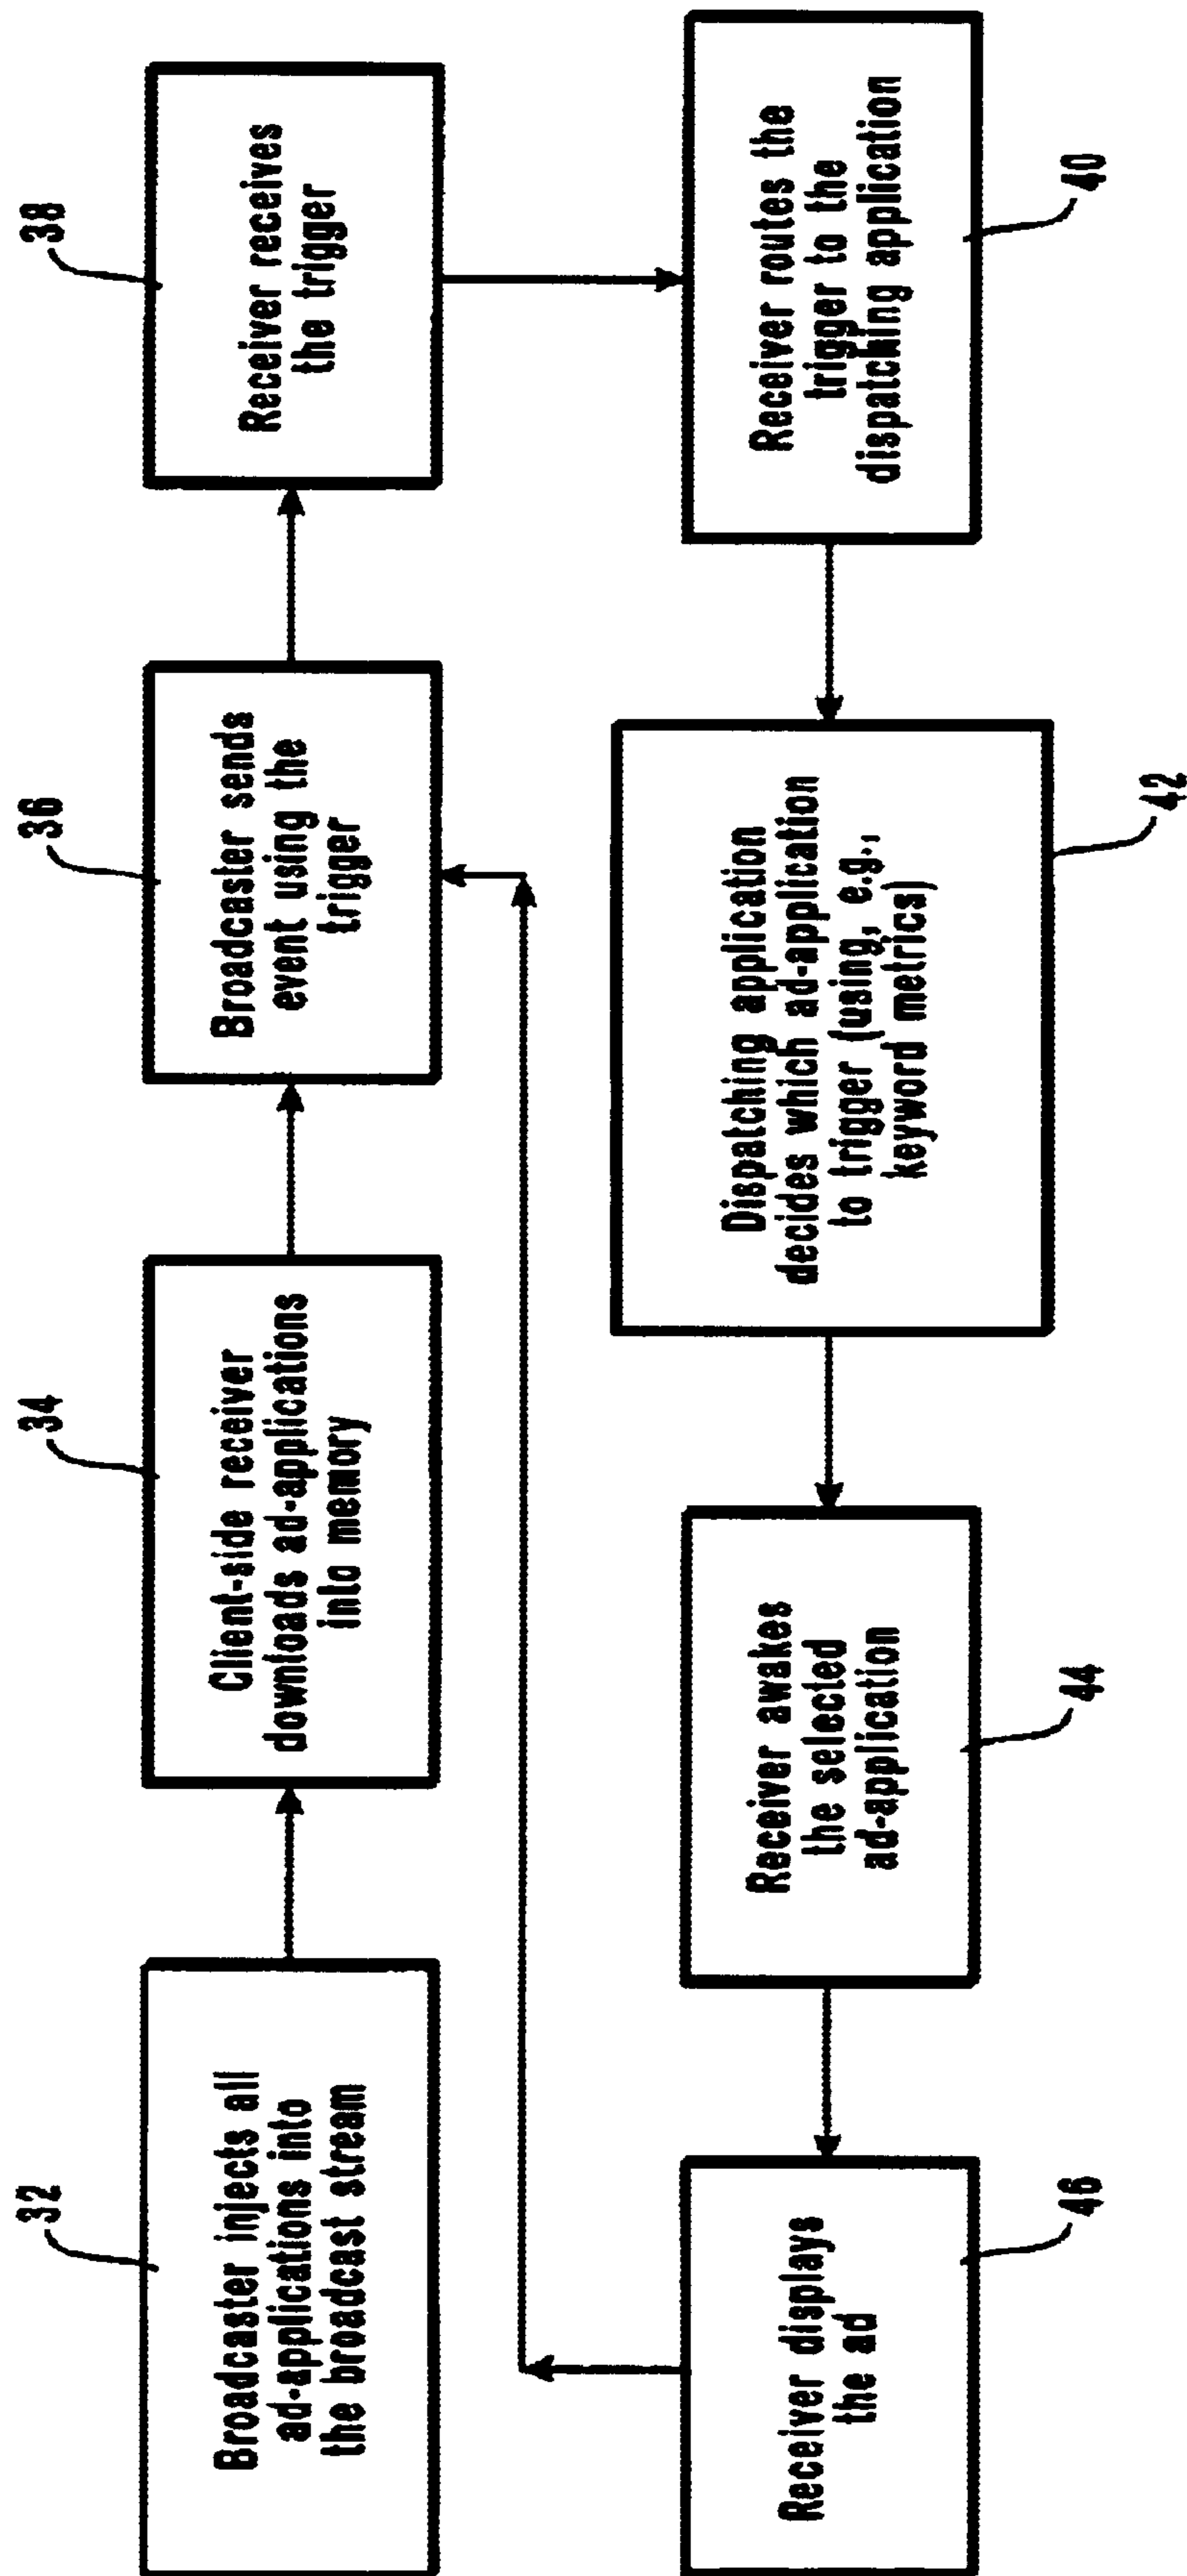 32
Broadcaster injects all
ad-applications into
the broadcast stream
34
Client-side receiver
downloads ad-applications
into memory
36
Broadcaster sends
event using the
trigger
38
Receiver receives
the trigger
Receiver routes the
trigger to the
dispatching application
40
Dispatching application
decides which ad-application
to trigger (using, e.g.,
keyword metrics)
42
Receiver awakes
the selected
ad-application
44
Receiver displays
the ad
46